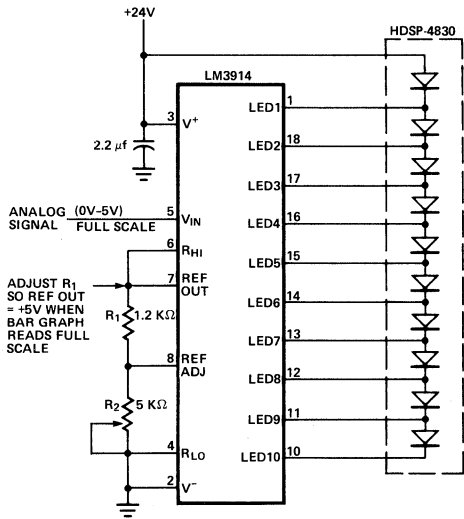 +24V
HDSP-4830
LM3914
3 V+
2.2 µf
LED1 1
LED2 18
LED3 17
LED4 16
LED5 15
LED6 14
LED7 13
LED8 12
LED9 11
LED10 10
ANALOG SIGNAL (0V–5V) FULL SCALE
5 VIN
6 RHI
7 REF OUT
ADJUST R1
SO REF OUT
= +5V WHEN
BAR GRAPH
READS FULL
SCALE
R1 1.2 KΩ
8 REF ADJ
R2 5 KΩ
4 RLO
2 V−